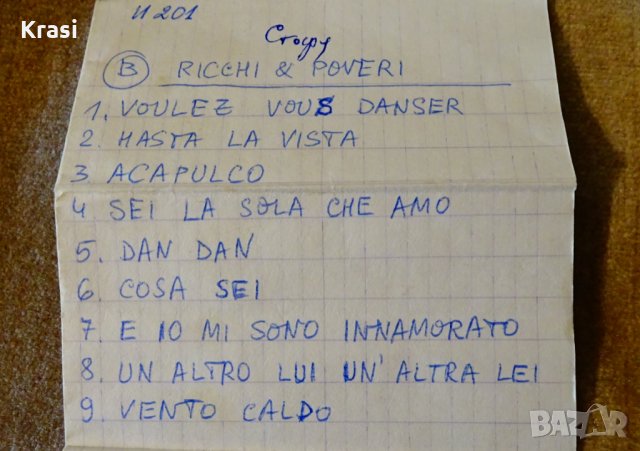 Krasi
И 201
B RICCHI & POVERI
1. VOULEZ VOUS DANSER
2. HASTA LA VISTA
3 ACAPULCO
4 SEI LA SOLA CHE AMO
5. DAN DAN
6. COSA SEI
7. E IO MI SONO INNAMORATO
8. UN ALTRO LUI UN'ALTRA LEI
9. VENTO CALDO
BAZAR